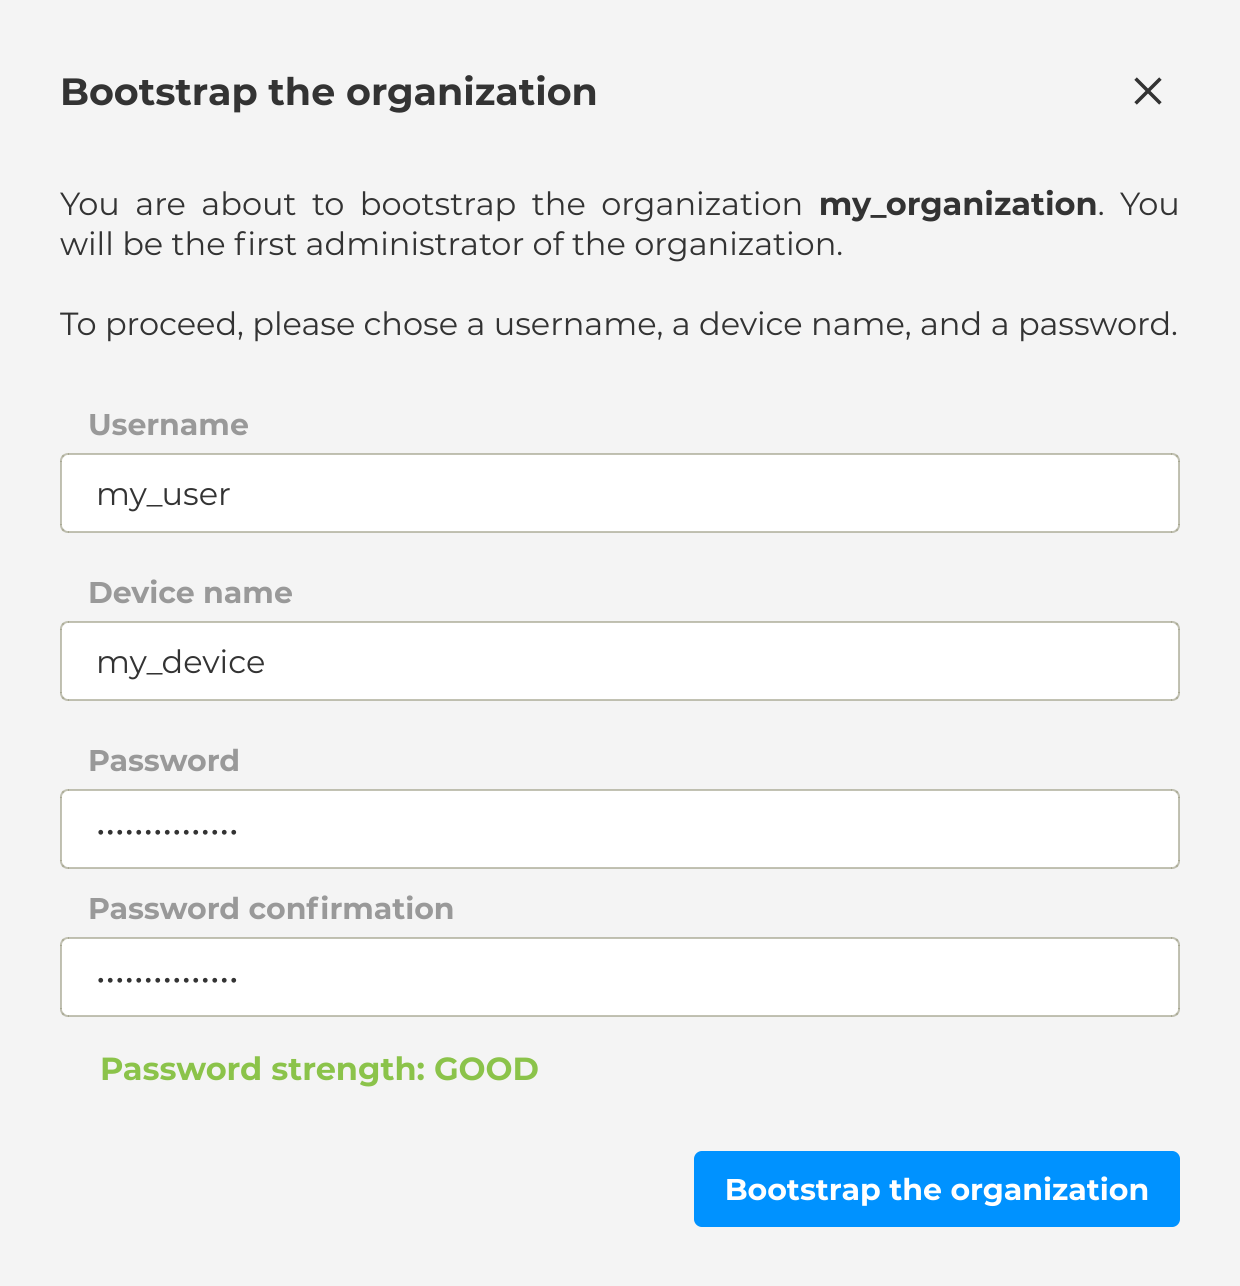 Bootstrap the organization
You are about to bootstrap the organization my_organization. You
will be the first administrator of the organization.
To proceed, please chose a username, a device name, and a password.
Username
my_user
Device name
my_device
Password
•••••••••••••••
Password confirmation
•••••••••••••••
Password strength: GOOD
Bootstrap the organization